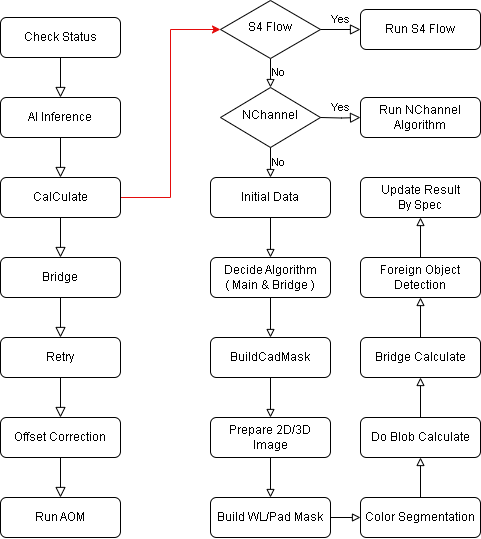 Check Status
AI Inference
CalCulate
Bridge
Retry
Offset Correction
Run AOM
S4 Flow
Yes
Run S4 Flow
No
NChannel
Yes
Run NChannel
Algorithm
No
Initial Data
Decide Algorithm
( Main & Bridge )
BuildCadMask
Prepare 2D/3D
Image
Build WL/Pad Mask
Color Segmentation
Do Blob Calculate
Bridge Calculate
Foreign Object
Detection
Update Result
By Spec